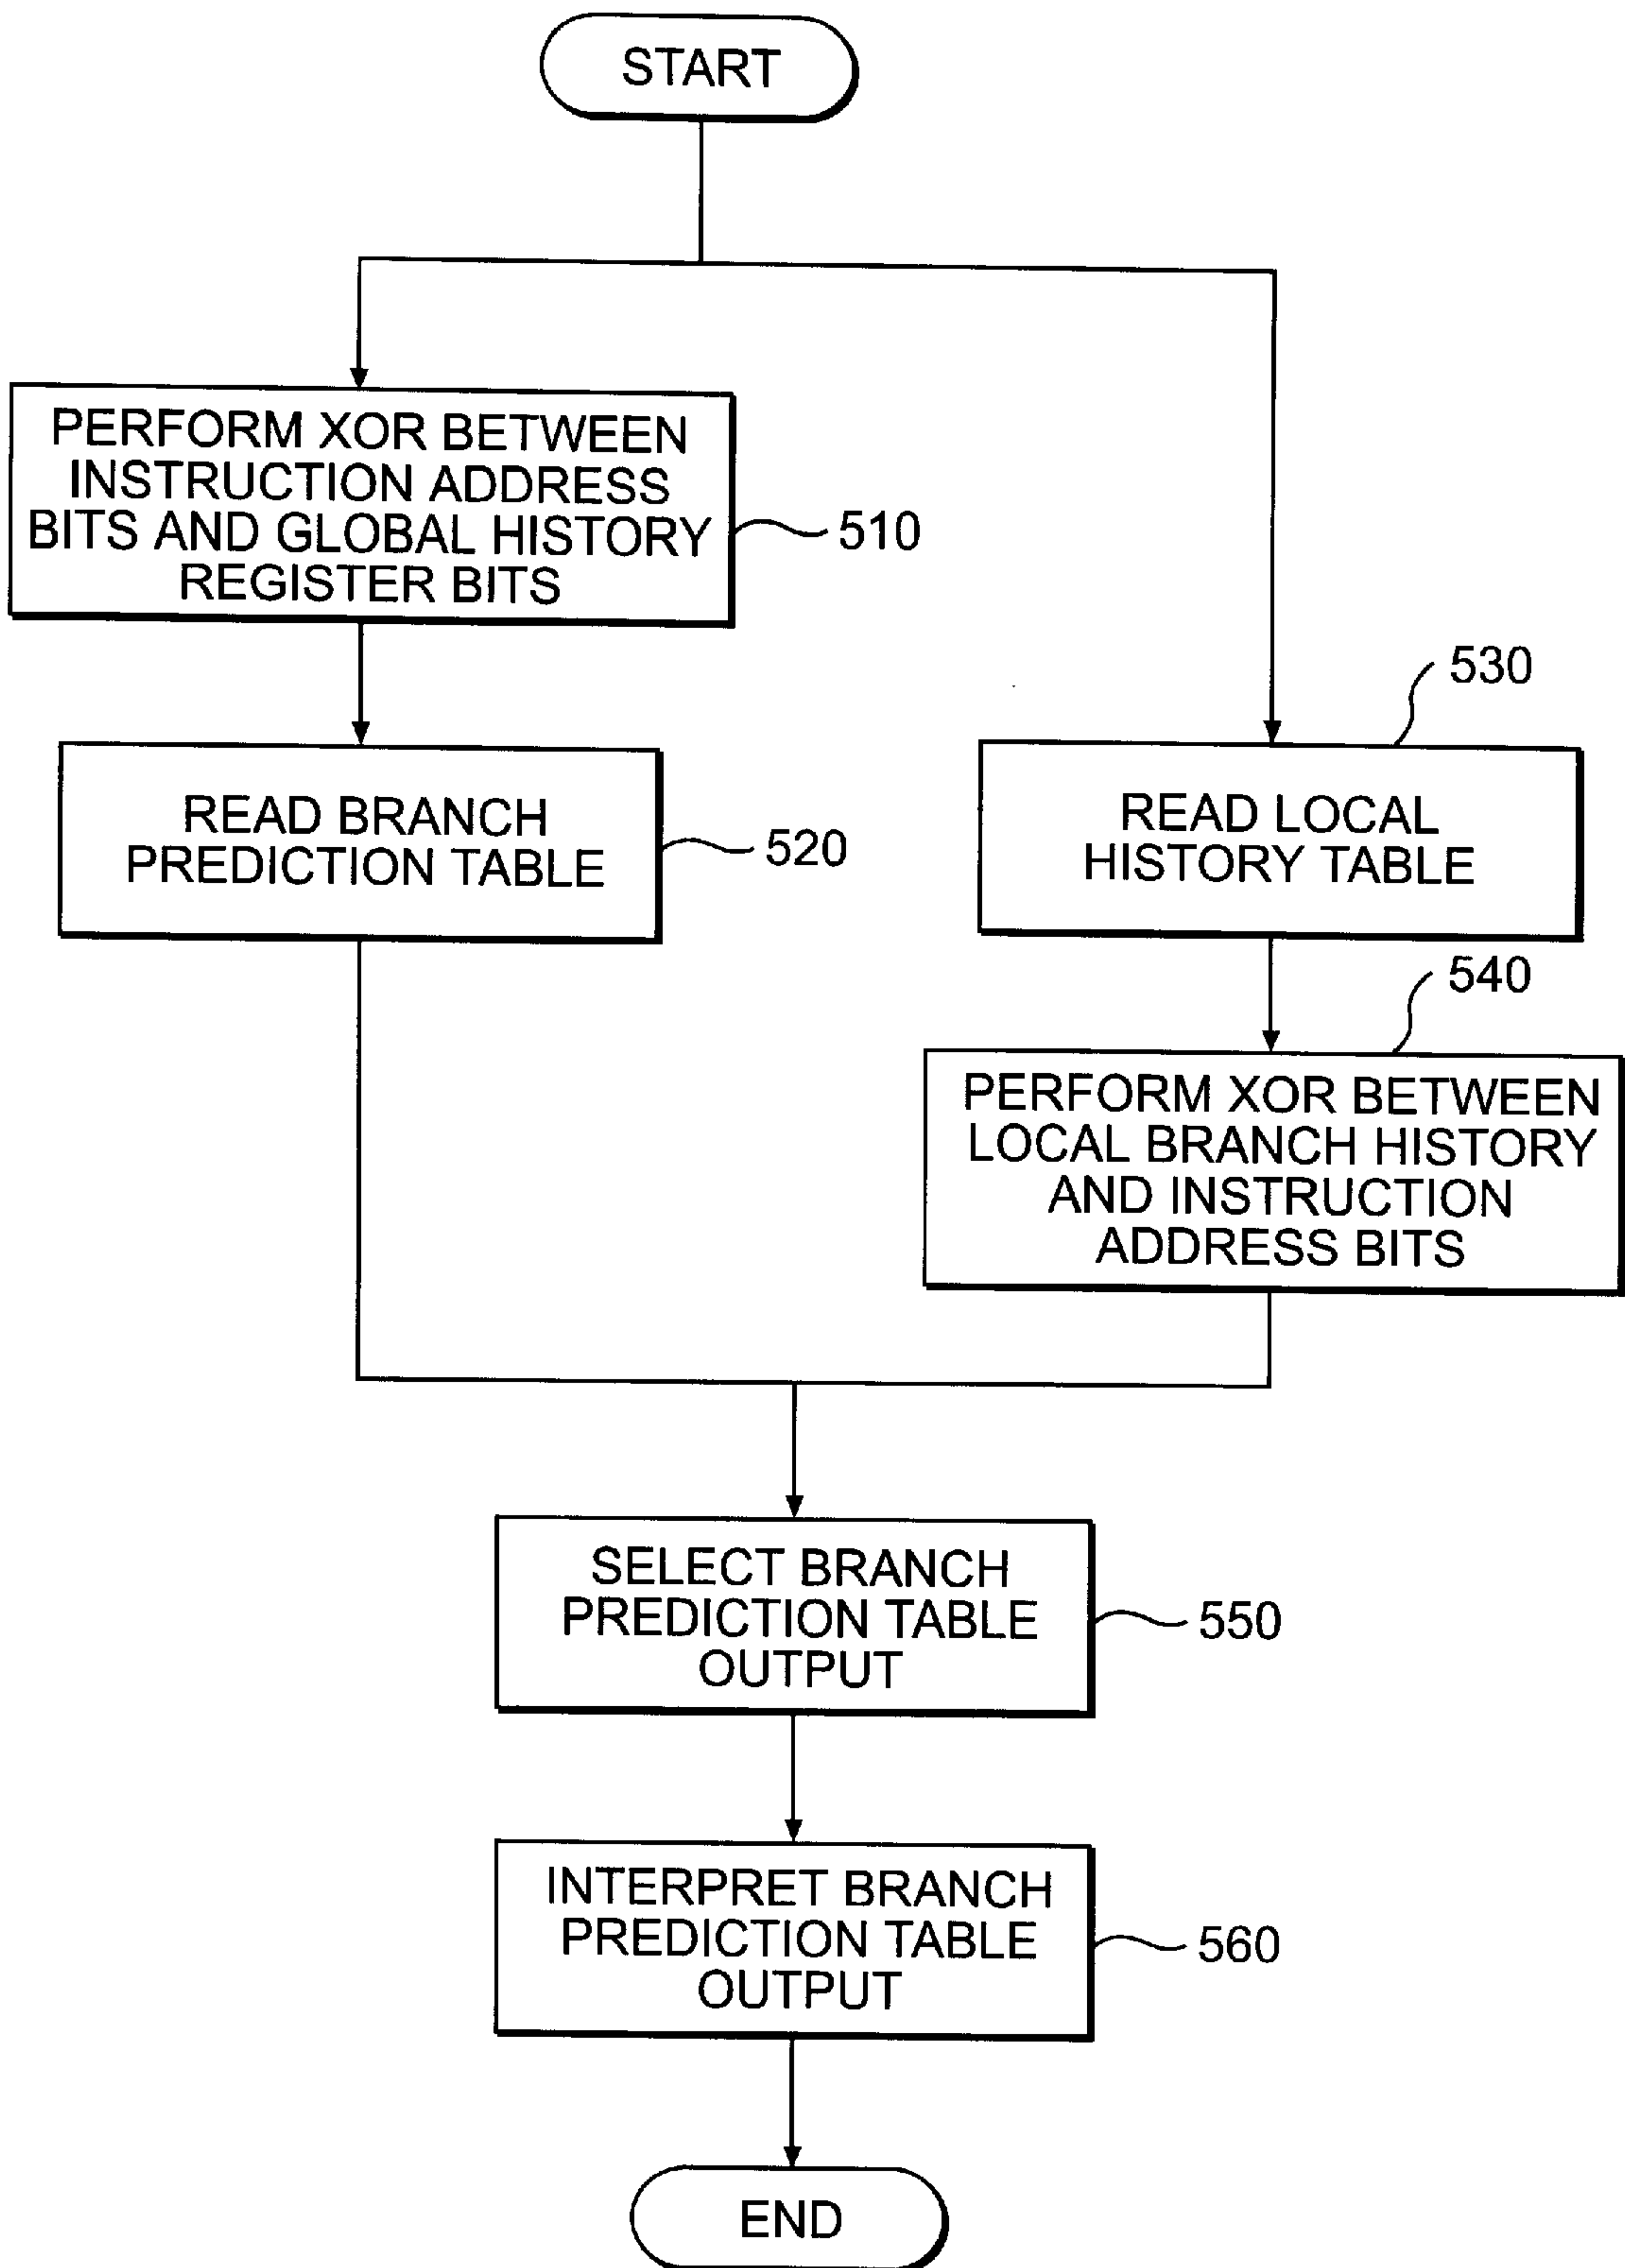 START
PERFORM XOR BETWEEN
INSTRUCTION ADDRESS
BITS AND GLOBAL HISTORY
REGISTER BITS
510
READ BRANCH
PREDICTION TABLE
520
530
READ LOCAL
HISTORY TABLE
540
PERFORM XOR BETWEEN
LOCAL BRANCH HISTORY
AND INSTRUCTION
ADDRESS BITS
SELECT BRANCH
PREDICTION TABLE
OUTPUT
550
INTERPRET BRANCH
PREDICTION TABLE
OUTPUT
560
END